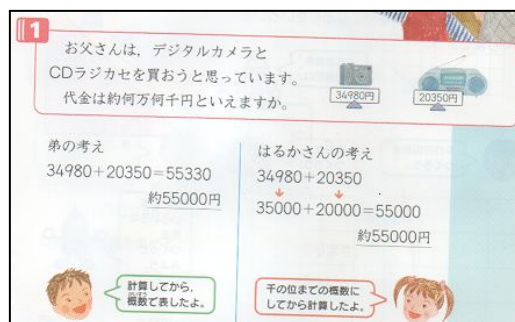 1
お父さんは，デジタルカメラと
CDラジカセを買おうと思っています。
代金は約何万何千円といえますか。
34980円
20350円
弟の考え
34980＋20350＝55330
約55000円
計算してから，
概数で表したよ。
はるかさんの考え
34980＋20350
35000＋20000＝55000
約55000円
千の位までの概数に
してから計算したよ。